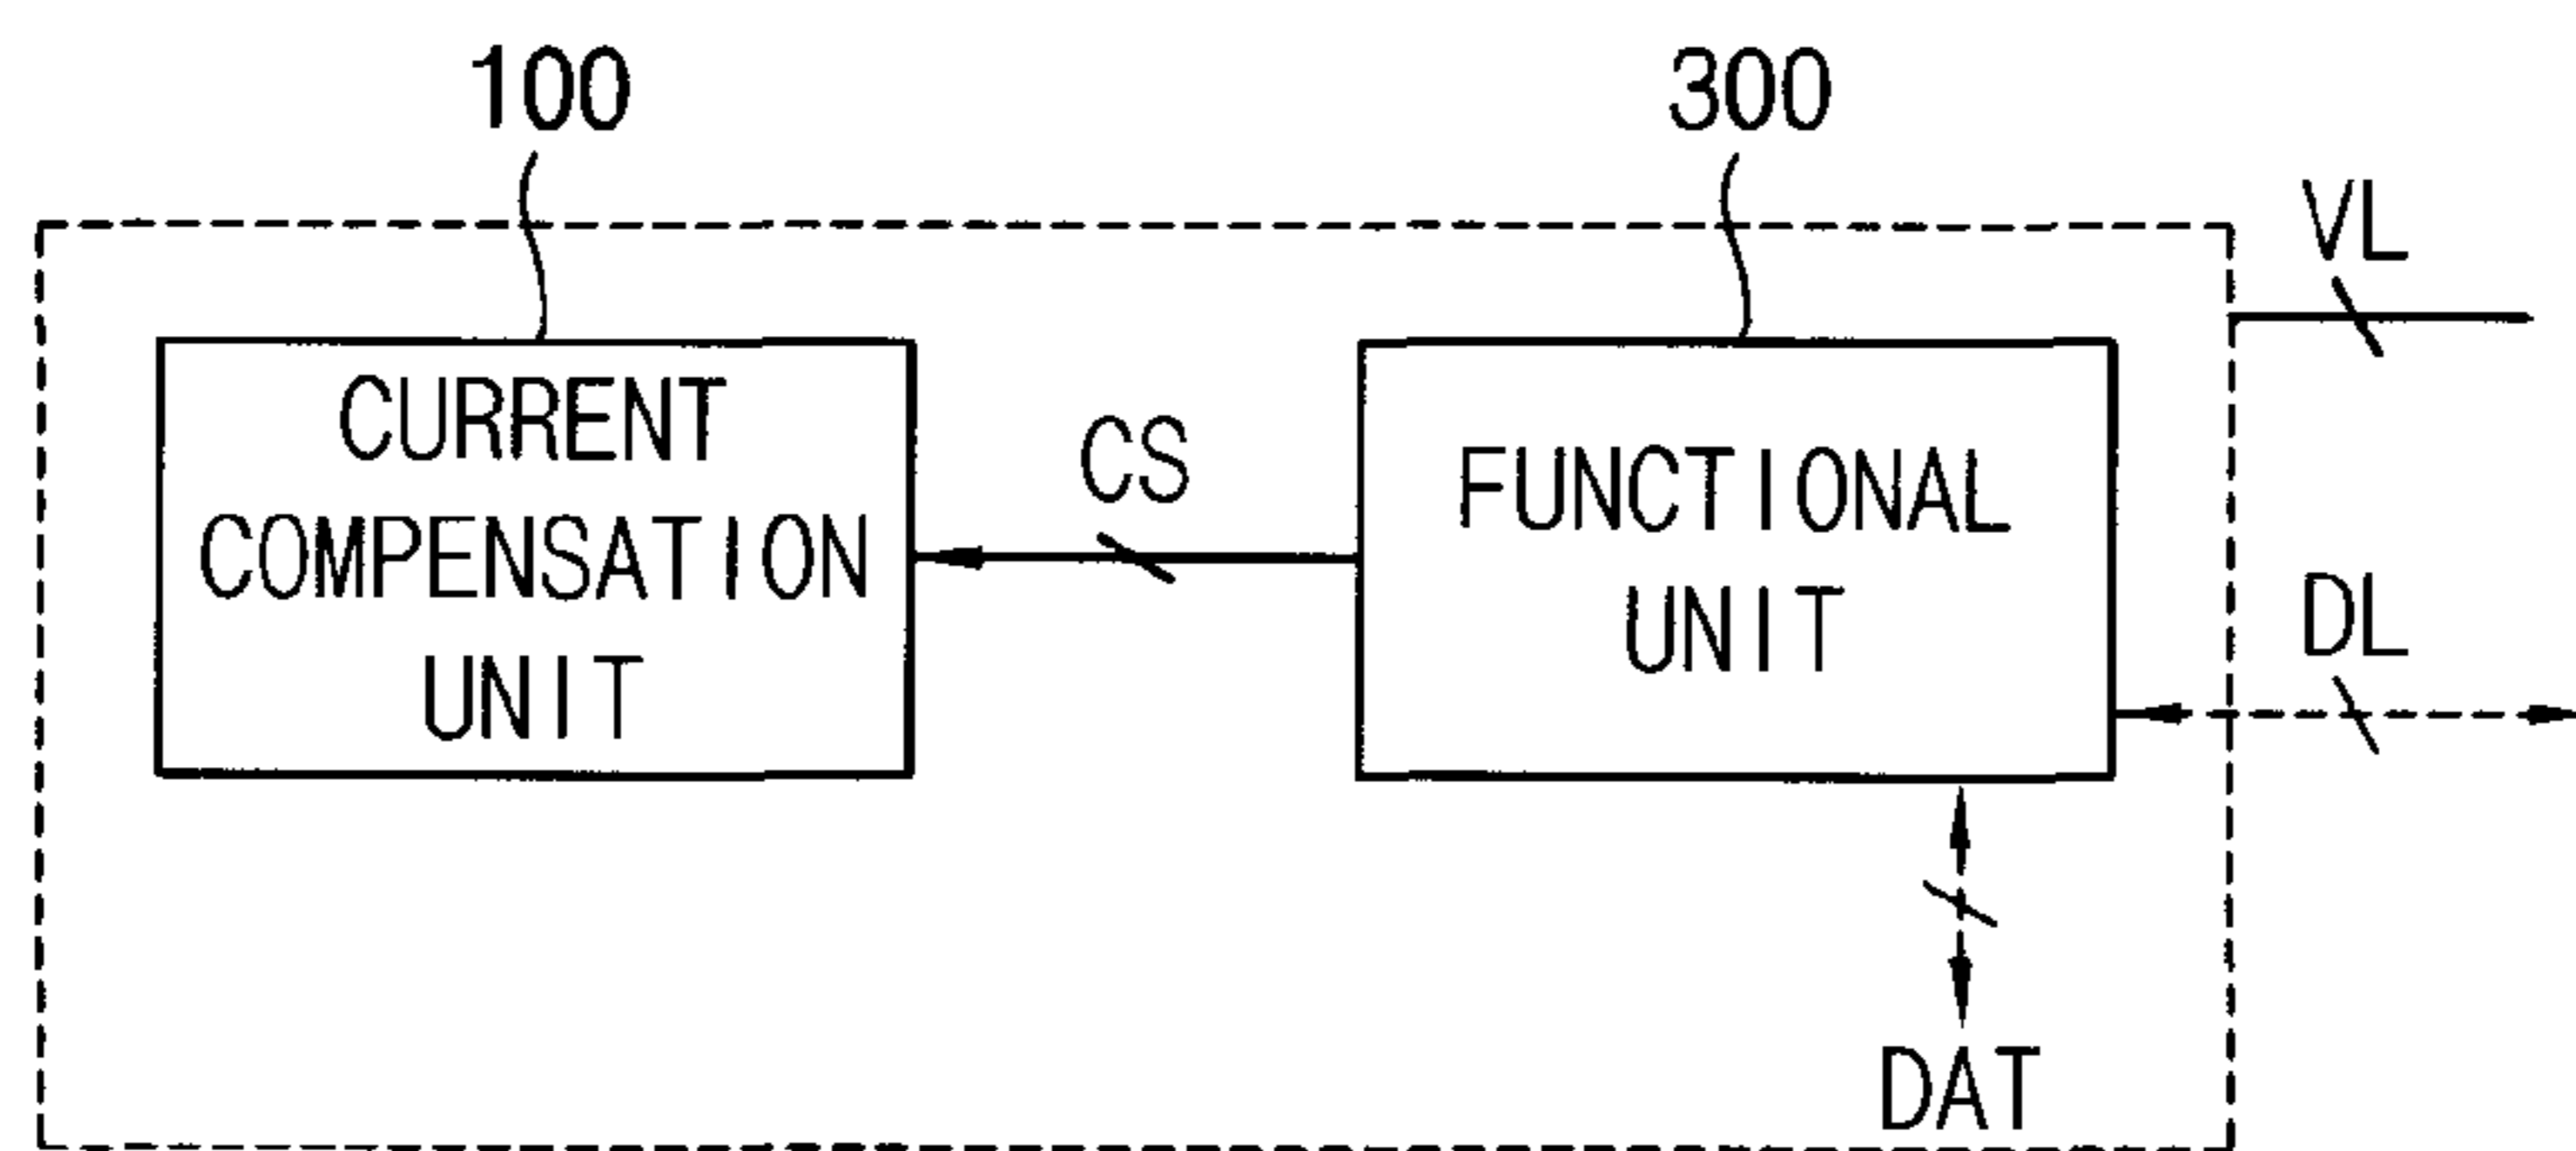 100
300
VL
CURRENT
COMPENSATION
UNIT
CS
FUNCTIONAL
UNIT
DL
DAT